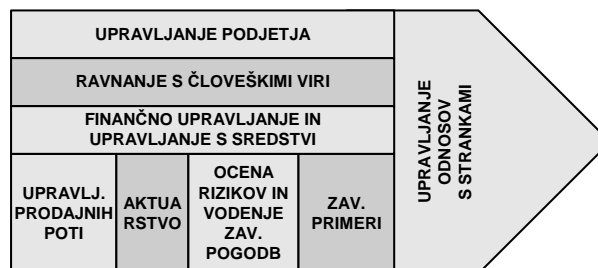 UPRAVLJANJE PODJETJA
RAVNANJE S ČLOVEŠKIMI VIRI
FINANČNO UPRAVLJANJE IN
UPRAVLJANJE S SREDSTVI
UPRAVLJ.
PRODAJNIH
POTI
AKTUA
RSTVO
OCENA
RIZIKOV IN
VODENJE
ZAV.
POGODB
ZAV.
PRIMERI
UPRAVLJANJE
ODNOSOV
S STRANKAMI